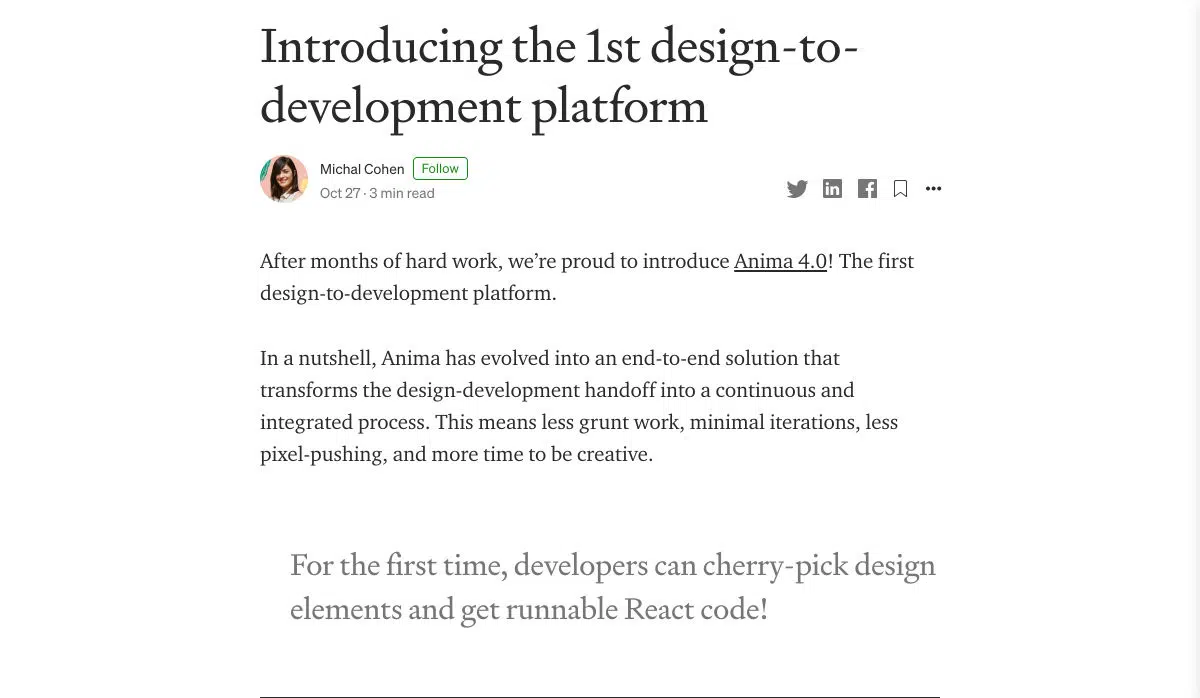 Introducing the 1st design-to-
development platform
Michal Cohen Follow
Oct 27 · 3 min read
After months of hard work, we’re proud to introduce Anima 4.0! The first
design-to-development platform.
In a nutshell, Anima has evolved into an end-to-end solution that
transforms the design-development handoff into a continuous and
integrated process. This means less grunt work, minimal iterations, less
pixel-pushing, and more time to be creative.
For the first time, developers can cherry-pick design
elements and get runnable React code!